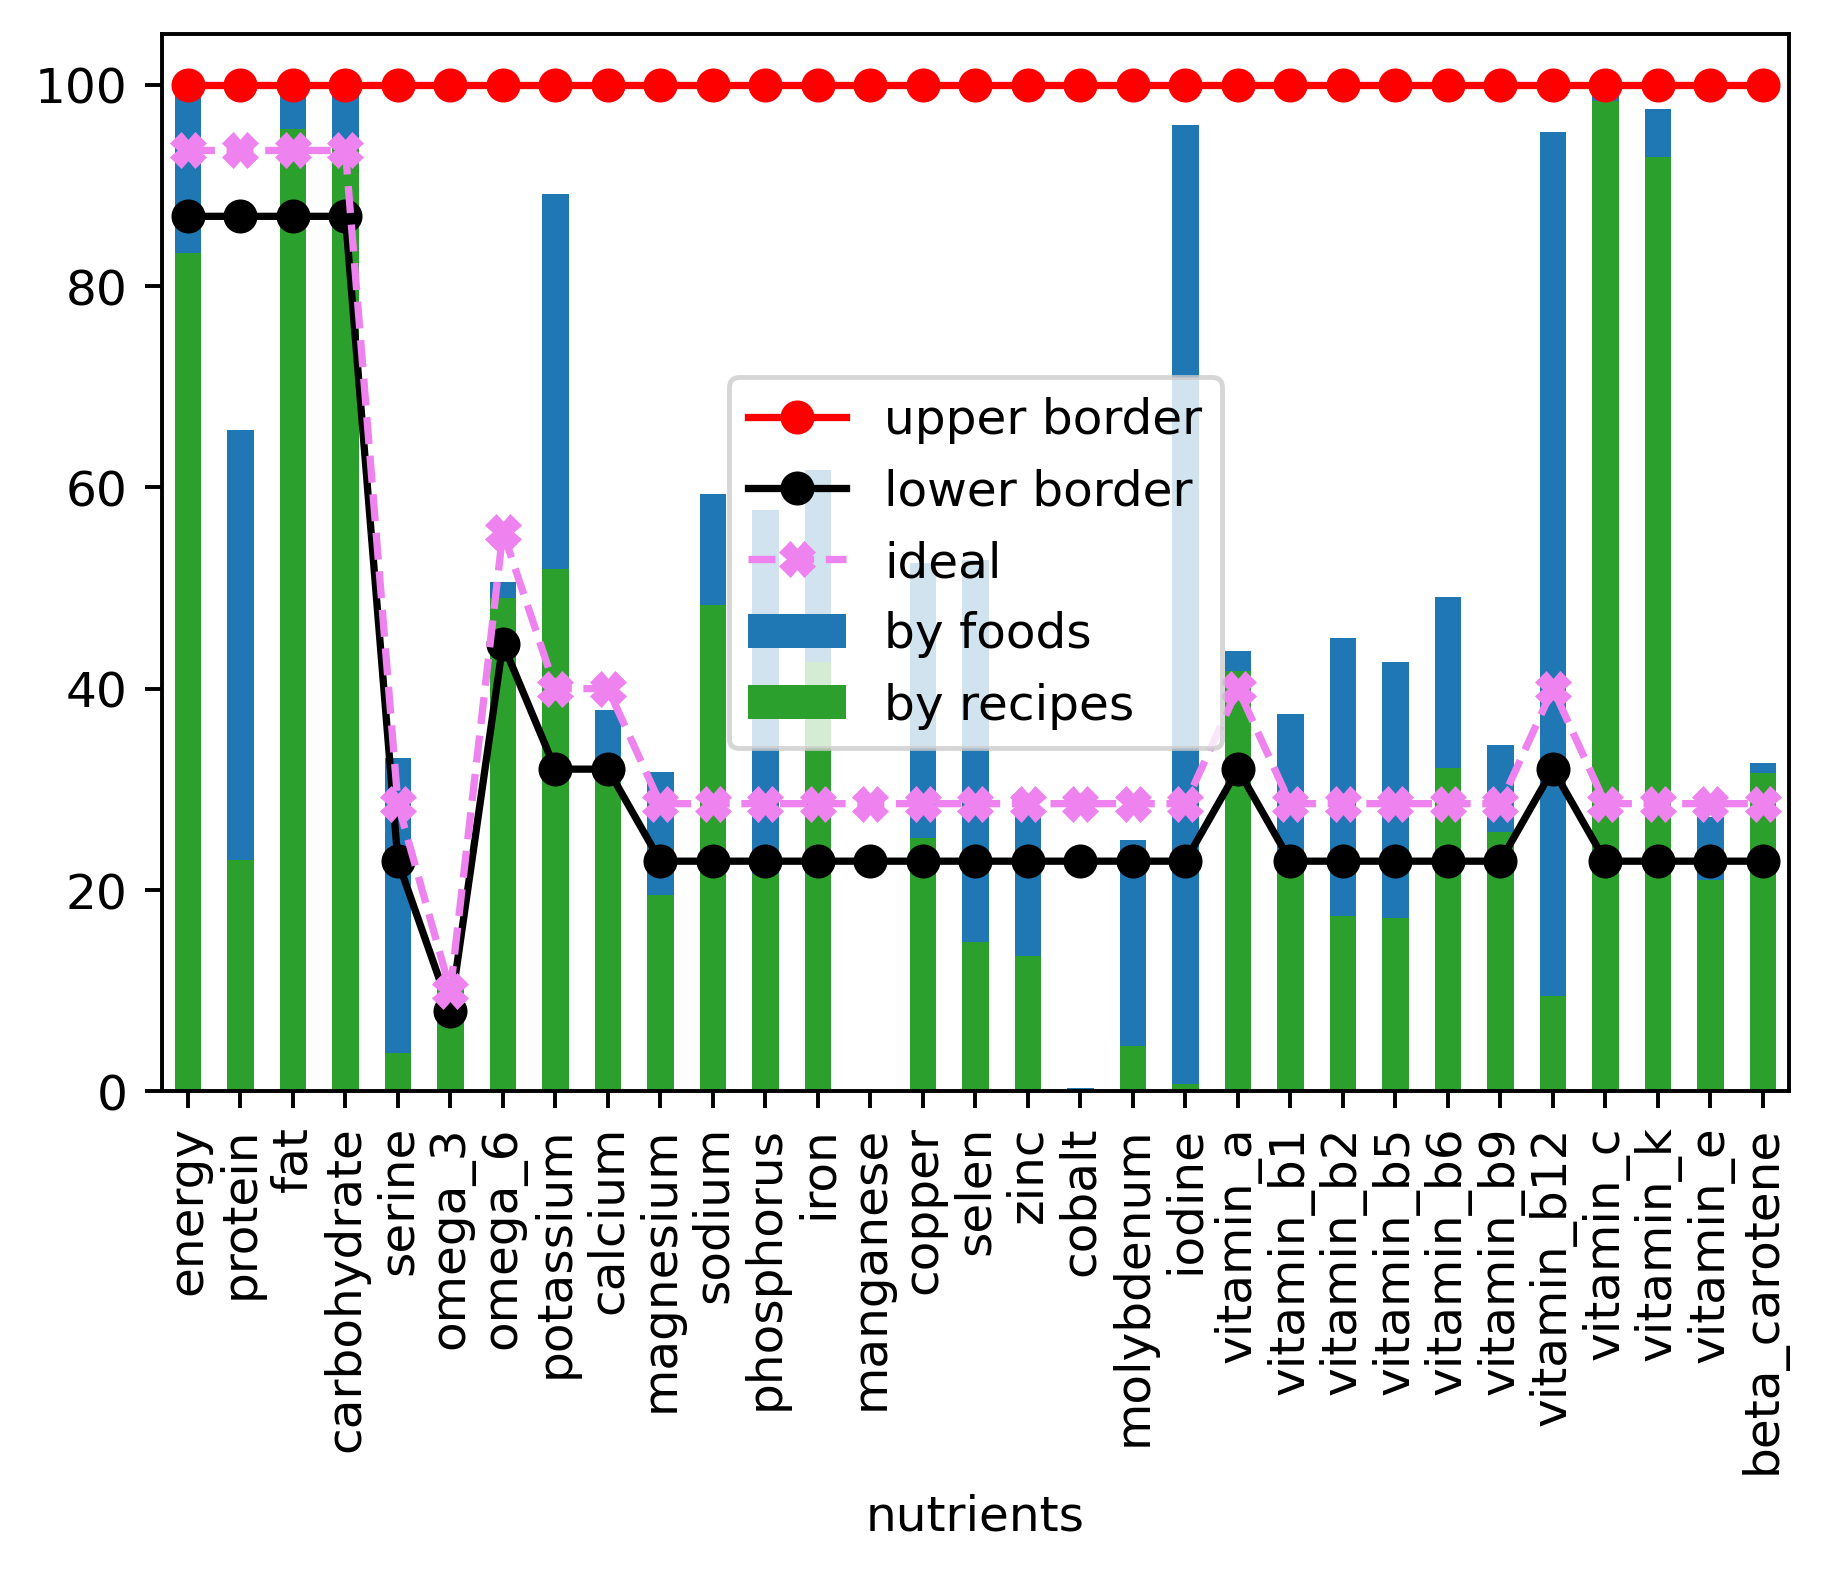 100
80
60
40
20
0
upper border
lower border
ideal
by foods
by recipes
energy
protein
fat
carbohydrate
serine
omega_3
omega_6
potassium
calcium
magnesium
sodium
phosphorus
iron
manganese
copper
selen
zinc
cobalt
molybdenum
iodine
vitamin_a
vitamin_b1
vitamin_b2
vitamin_b5
vitamin_b6
vitamin_b9
vitamin_b12
vitamin_c
vitamin_k
vitamin_e
beta_carotene
nutrients